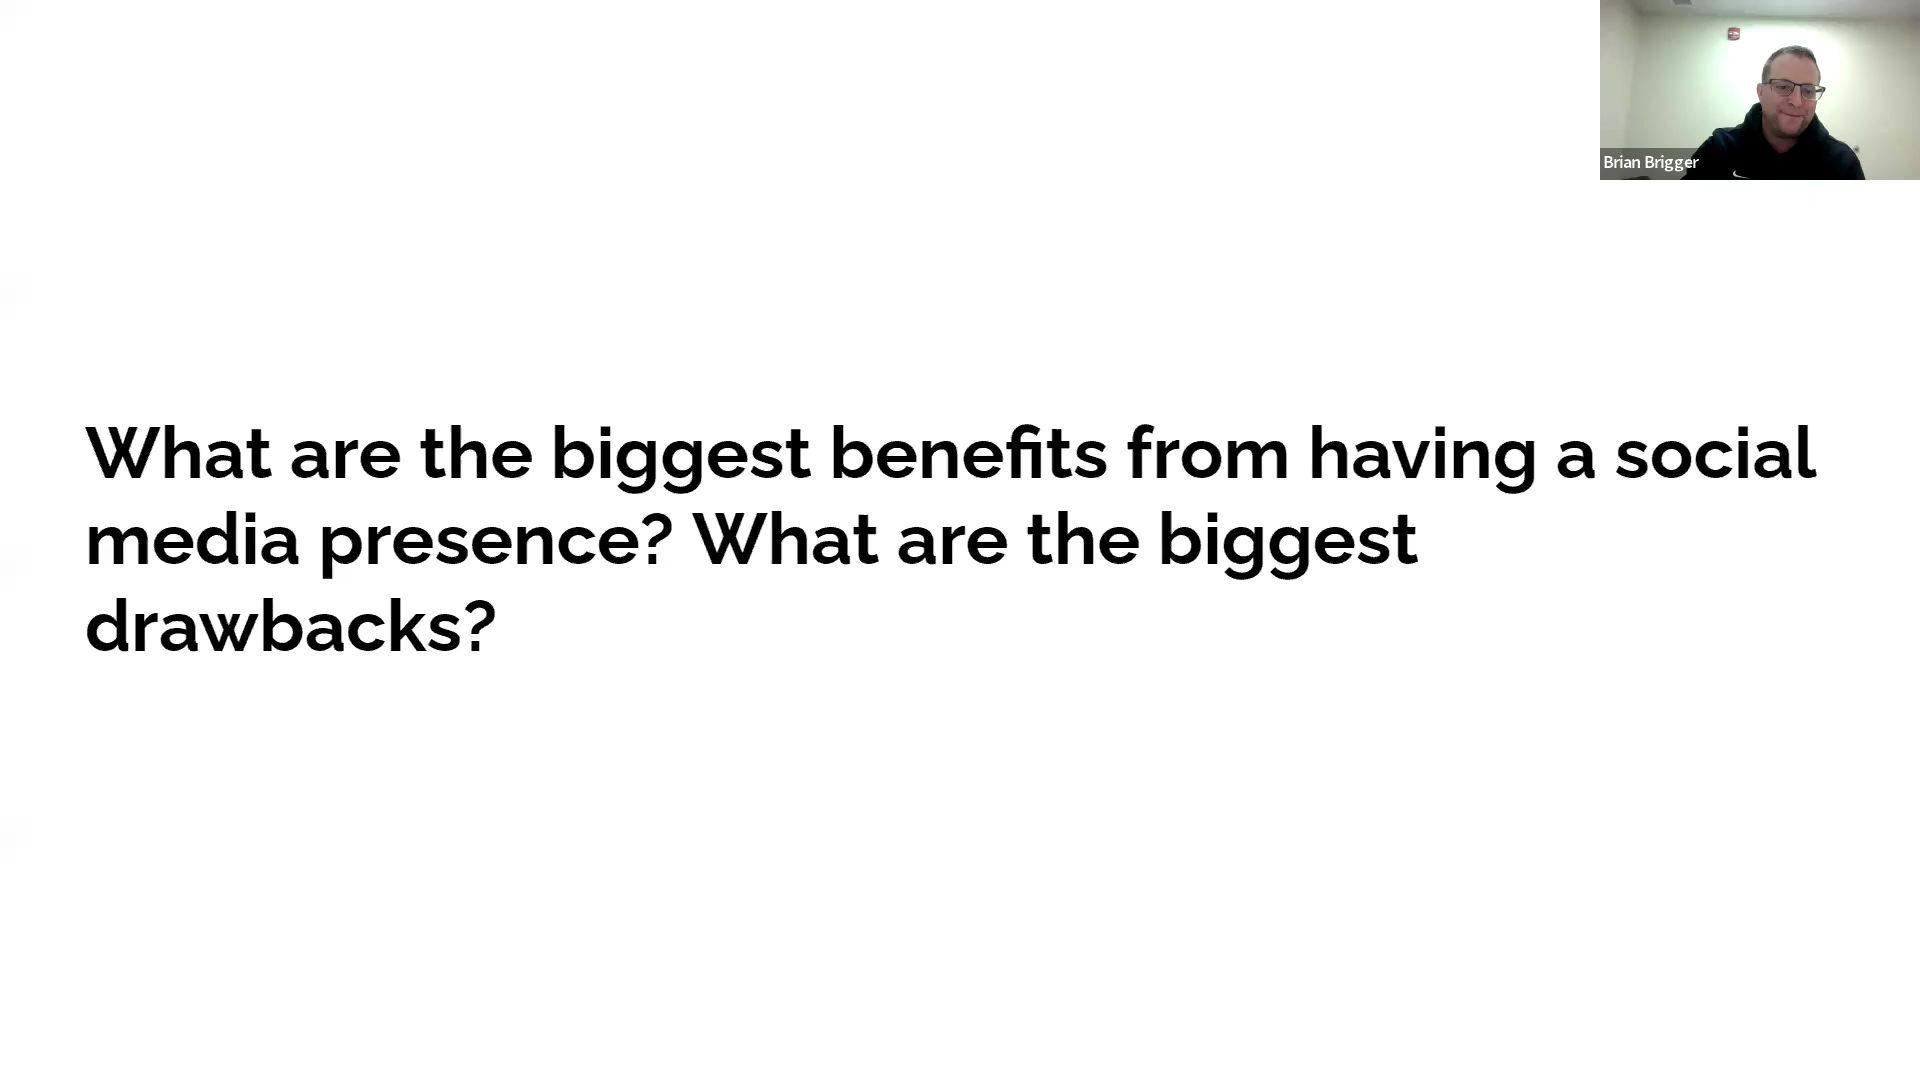 Brian Brigger
What are the biggest benefits from having a social
media presence? What are the biggest
drawbacks?